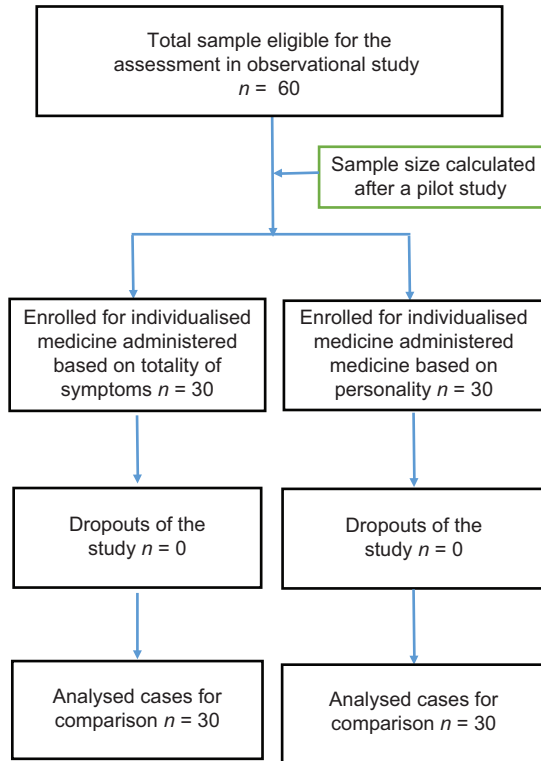 Total sample eligible for the
assessment in observational study
n = 60
Sample size calculated
after a pilot study
Enrolled for individualised
medicine administered
based on totality of
symptoms n = 30
Enrolled for individualised
medicine administered
medicine based on
personality n = 30
Dropouts of the
study n = 0
Dropouts of the
study n = 0
Analysed cases for
comparison n = 30
Analysed cases for
comparison n = 30